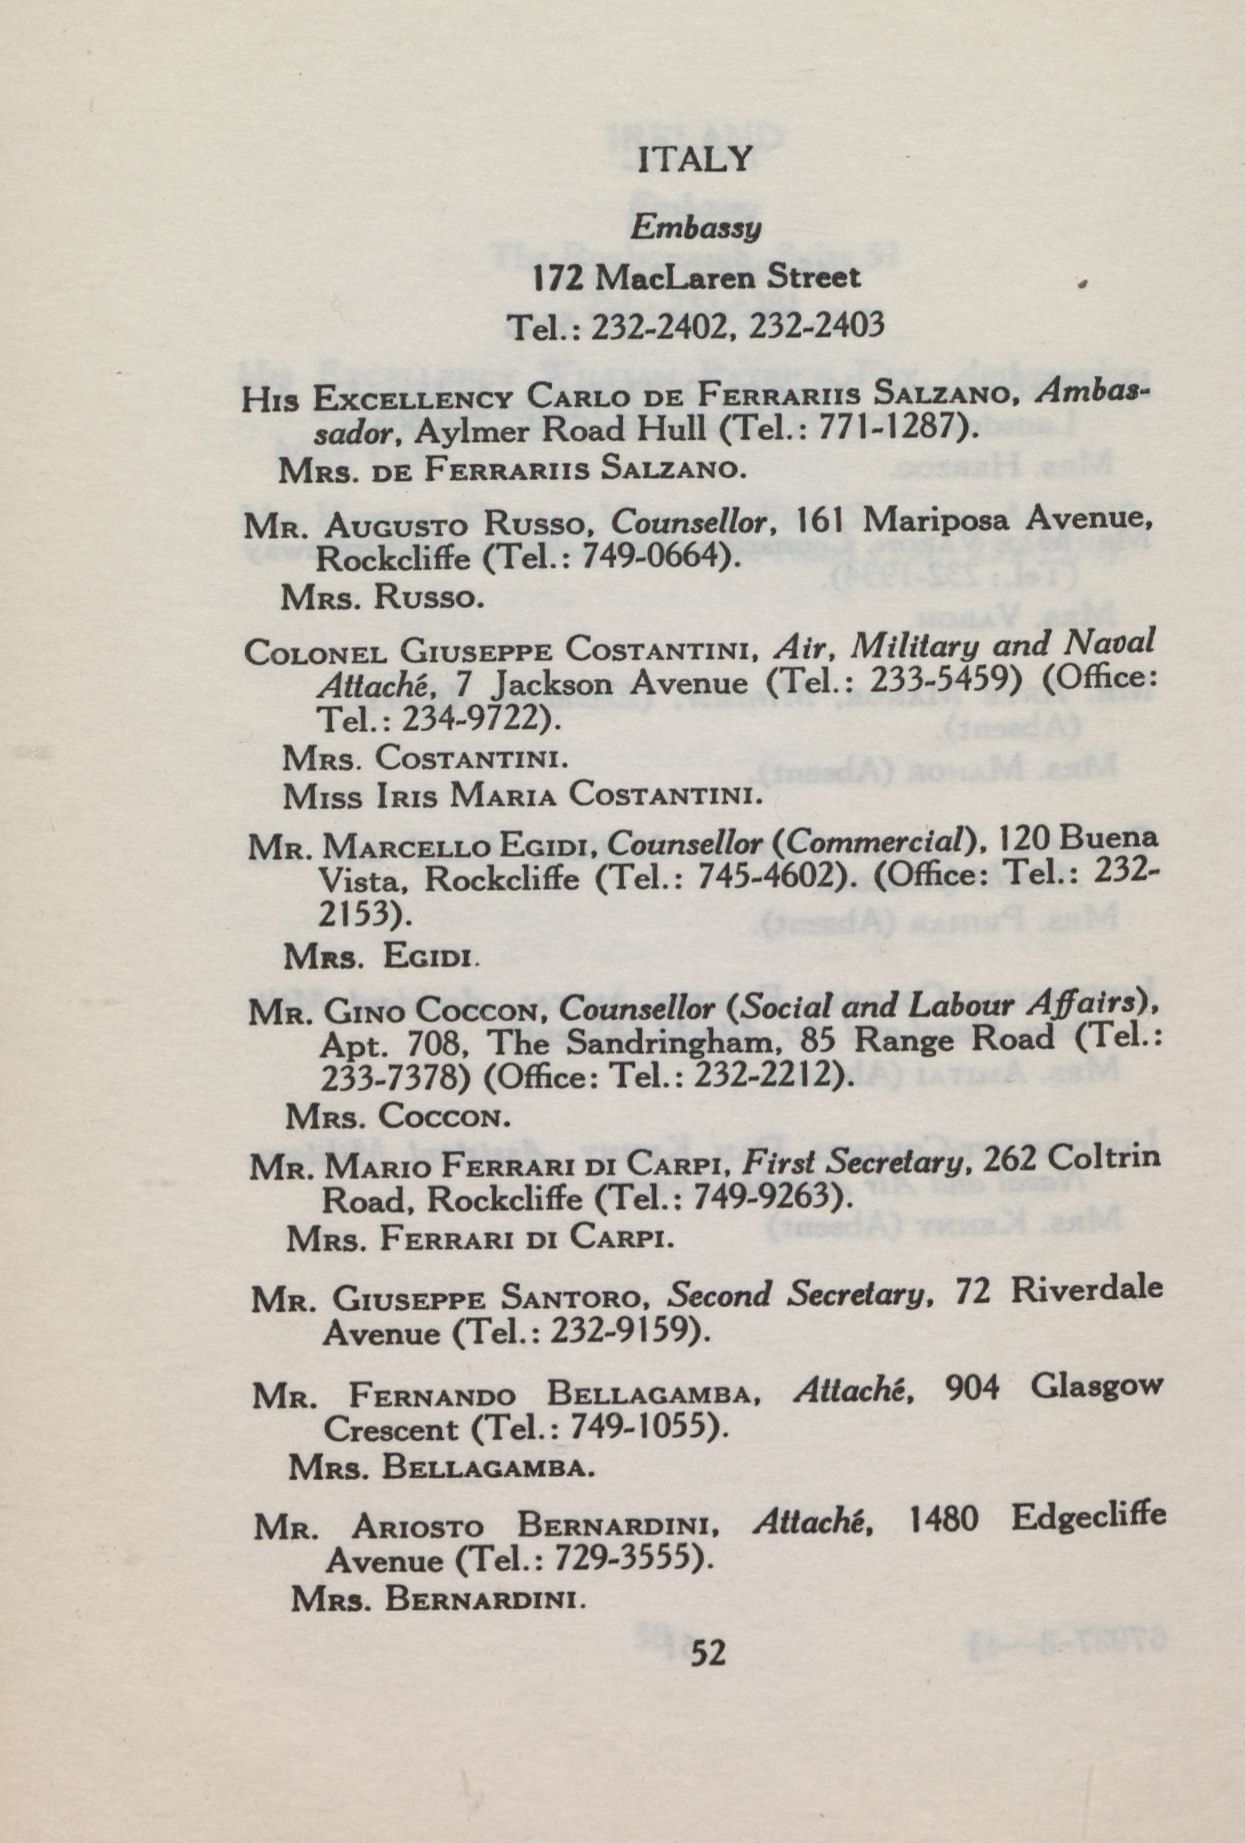 ITALY
Embassy
172 MacLaren Street
Tel.: 232-2402, 232-2403
His Excellency Carlo de Ferrariis Salzano, Ambas-
sador, Aylmer Road Hull (Tel.: 771-1287).
Mrs. de Ferrariis Salzano.
Mr. Augusto Russo, Counsellor, 161 Mariposa Avenue,
Rockcliffe (Tel.: 749-0664).
Mrs. Russo.
Colonel Giuseppe Costantini, Air, Military and Naval
Attaché, 7 Jackson Avenue (Tel.: 233-5459) (Office:
Tel.: 234-9722).
Mrs. Costantini.
Miss Iris Maria Costantini.
Mr. Marcello Egidi, Counsellor (Commercial), 120 Buena
Vista, Rockcliffe (Tel.: 745-4602). (Office: Tel.: 232-
2153).
Mrs. Egidi.
Mr. Gino Coccon, Counsellor (Social and Labour Affairs),
Apt. 708, The Sandringham, 85 Range Road (Tel.:
233-7378) (Office: Tel.: 232-2212).
Mrs. Coccon.
Mr. Mario Ferrari di Carpi, First Secretary, 262 Coltrin
Road, Rockcliffe (Tel.: 749-9263).
Mrs. Ferrari di Carpi.
Mr. Giuseppe Santoro, Second Secretary, 72 Riverdale
Avenue (Tel.: 232-9159).
Mr. Fernando Bellagamba, Attaché, 904 Glasgow
Crescent (Tel.: 749-1055).
Mrs. Bellagamba.
Mr. Ariosto Bernardini, Attaché, 1480 Edgecliffe
Avenue (Tel.: 729-3555).
Mrs. Bernardini.
52